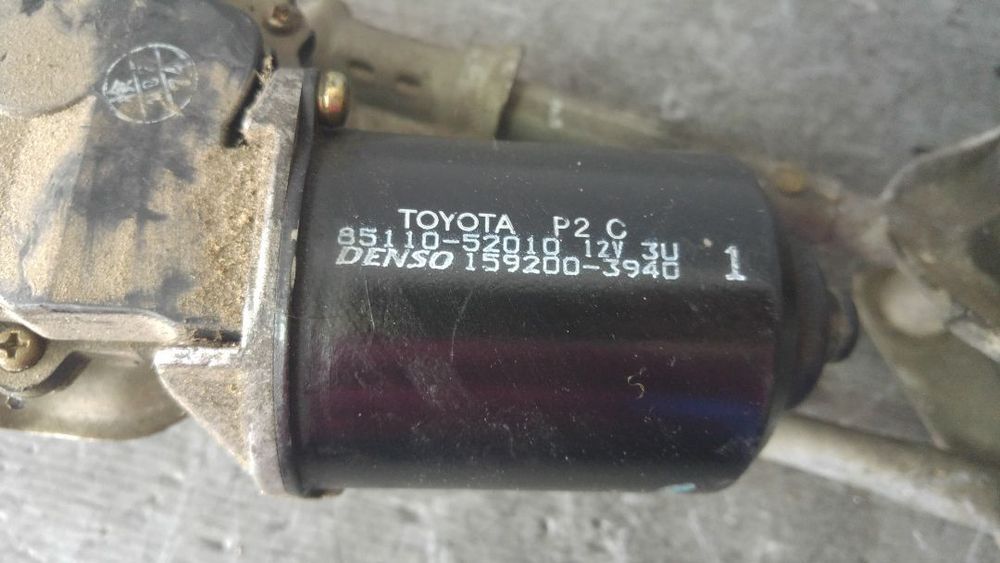 TOYOTA P2 C
85110-52010 12V 3U
DENSO 159200-3940 1